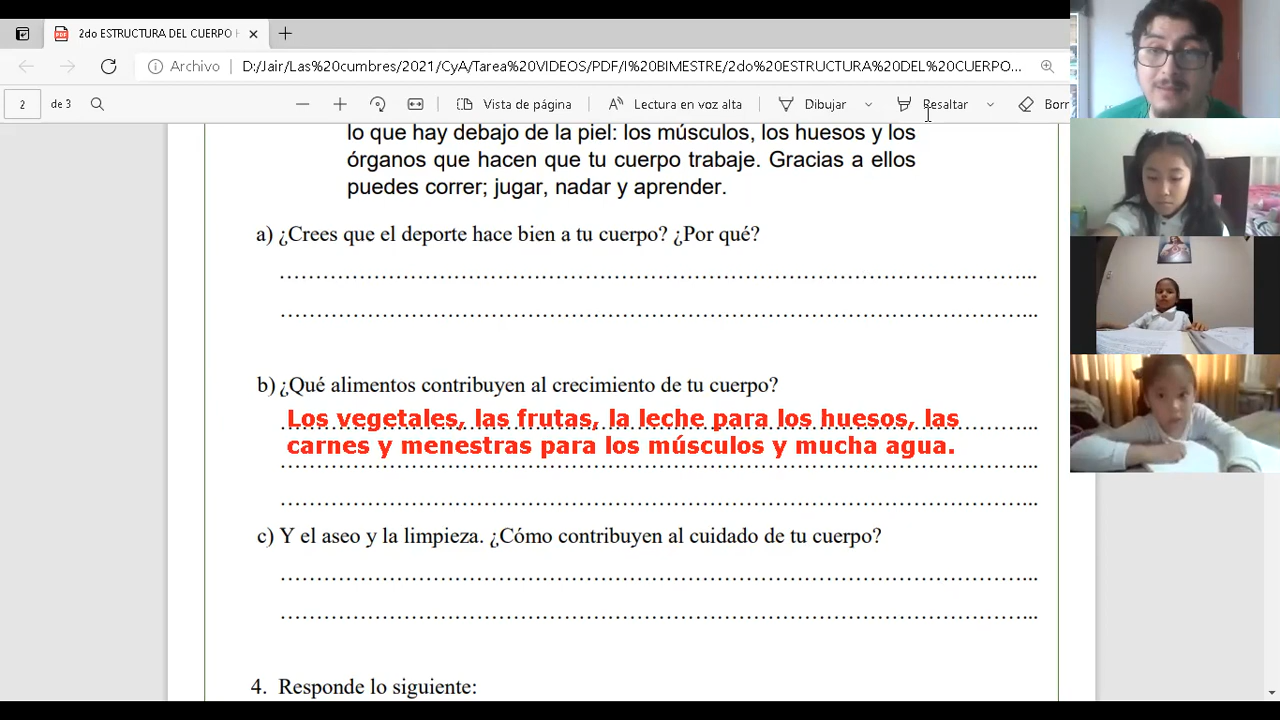 2do ESTRUCTURA DEL CUERPO
Archivo D:/Jair/Las%20cumbres/2021/CyA/Tarea%20VIDEOS/PDF/I%20BIMESTRE/2do%20ESTRUCTURA%20DEL%20CUERPO...
2 de 3 Vista de página Lectura en voz alta Dibujar Resaltar Borr
lo que hay debajo de la piel: los músculos, los huesos y los
órganos que hacen que tu cuerpo trabaje. Gracias a ellos
puedes correr; jugar, nadar y aprender.
a) ¿Crees que el deporte hace bien a tu cuerpo? ¿Por qué?
b) ¿Qué alimentos contribuyen al crecimiento de tu cuerpo?
Los vegetales, las frutas, la leche para los huesos, las
carnes y menestras para los músculos y mucha agua.
c) Y el aseo y la limpieza. ¿Cómo contribuyen al cuidado de tu cuerpo?
4. Responde lo siguiente: